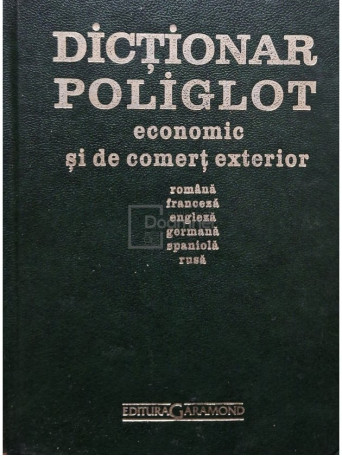 DICȚIONAR
POLIGLOT
economic
și de comerț exterior
română
franceză
engleză
germană
spaniolă
rusă
EDITURA GARAMOND